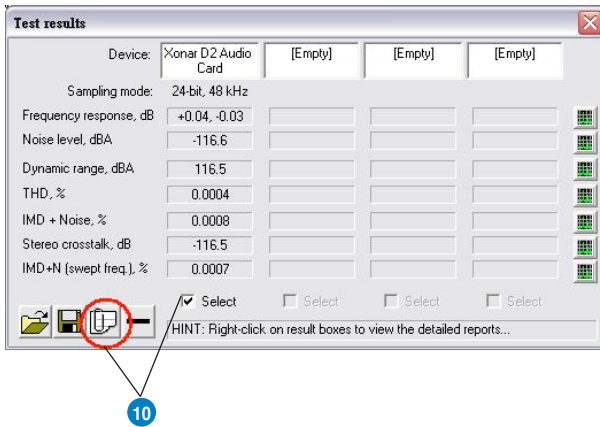 Test results
Device: Xonar D2 Audio Card [Empty] [Empty] [Empty]
Sampling mode: 24-bit, 48 kHz
Frequency response, dB +0.04, -0.03
Noise level, dBA -116.6
Dynamic range, dBA 116.5
THD, % 0.0004
IMD + Noise, % 0.0008
Stereo crosstalk, dB -116.5
IMD+N (swept freq.), % 0.0007
Select Select Select Select
HINT: Right-click on result boxes to view the detailed reports...
10